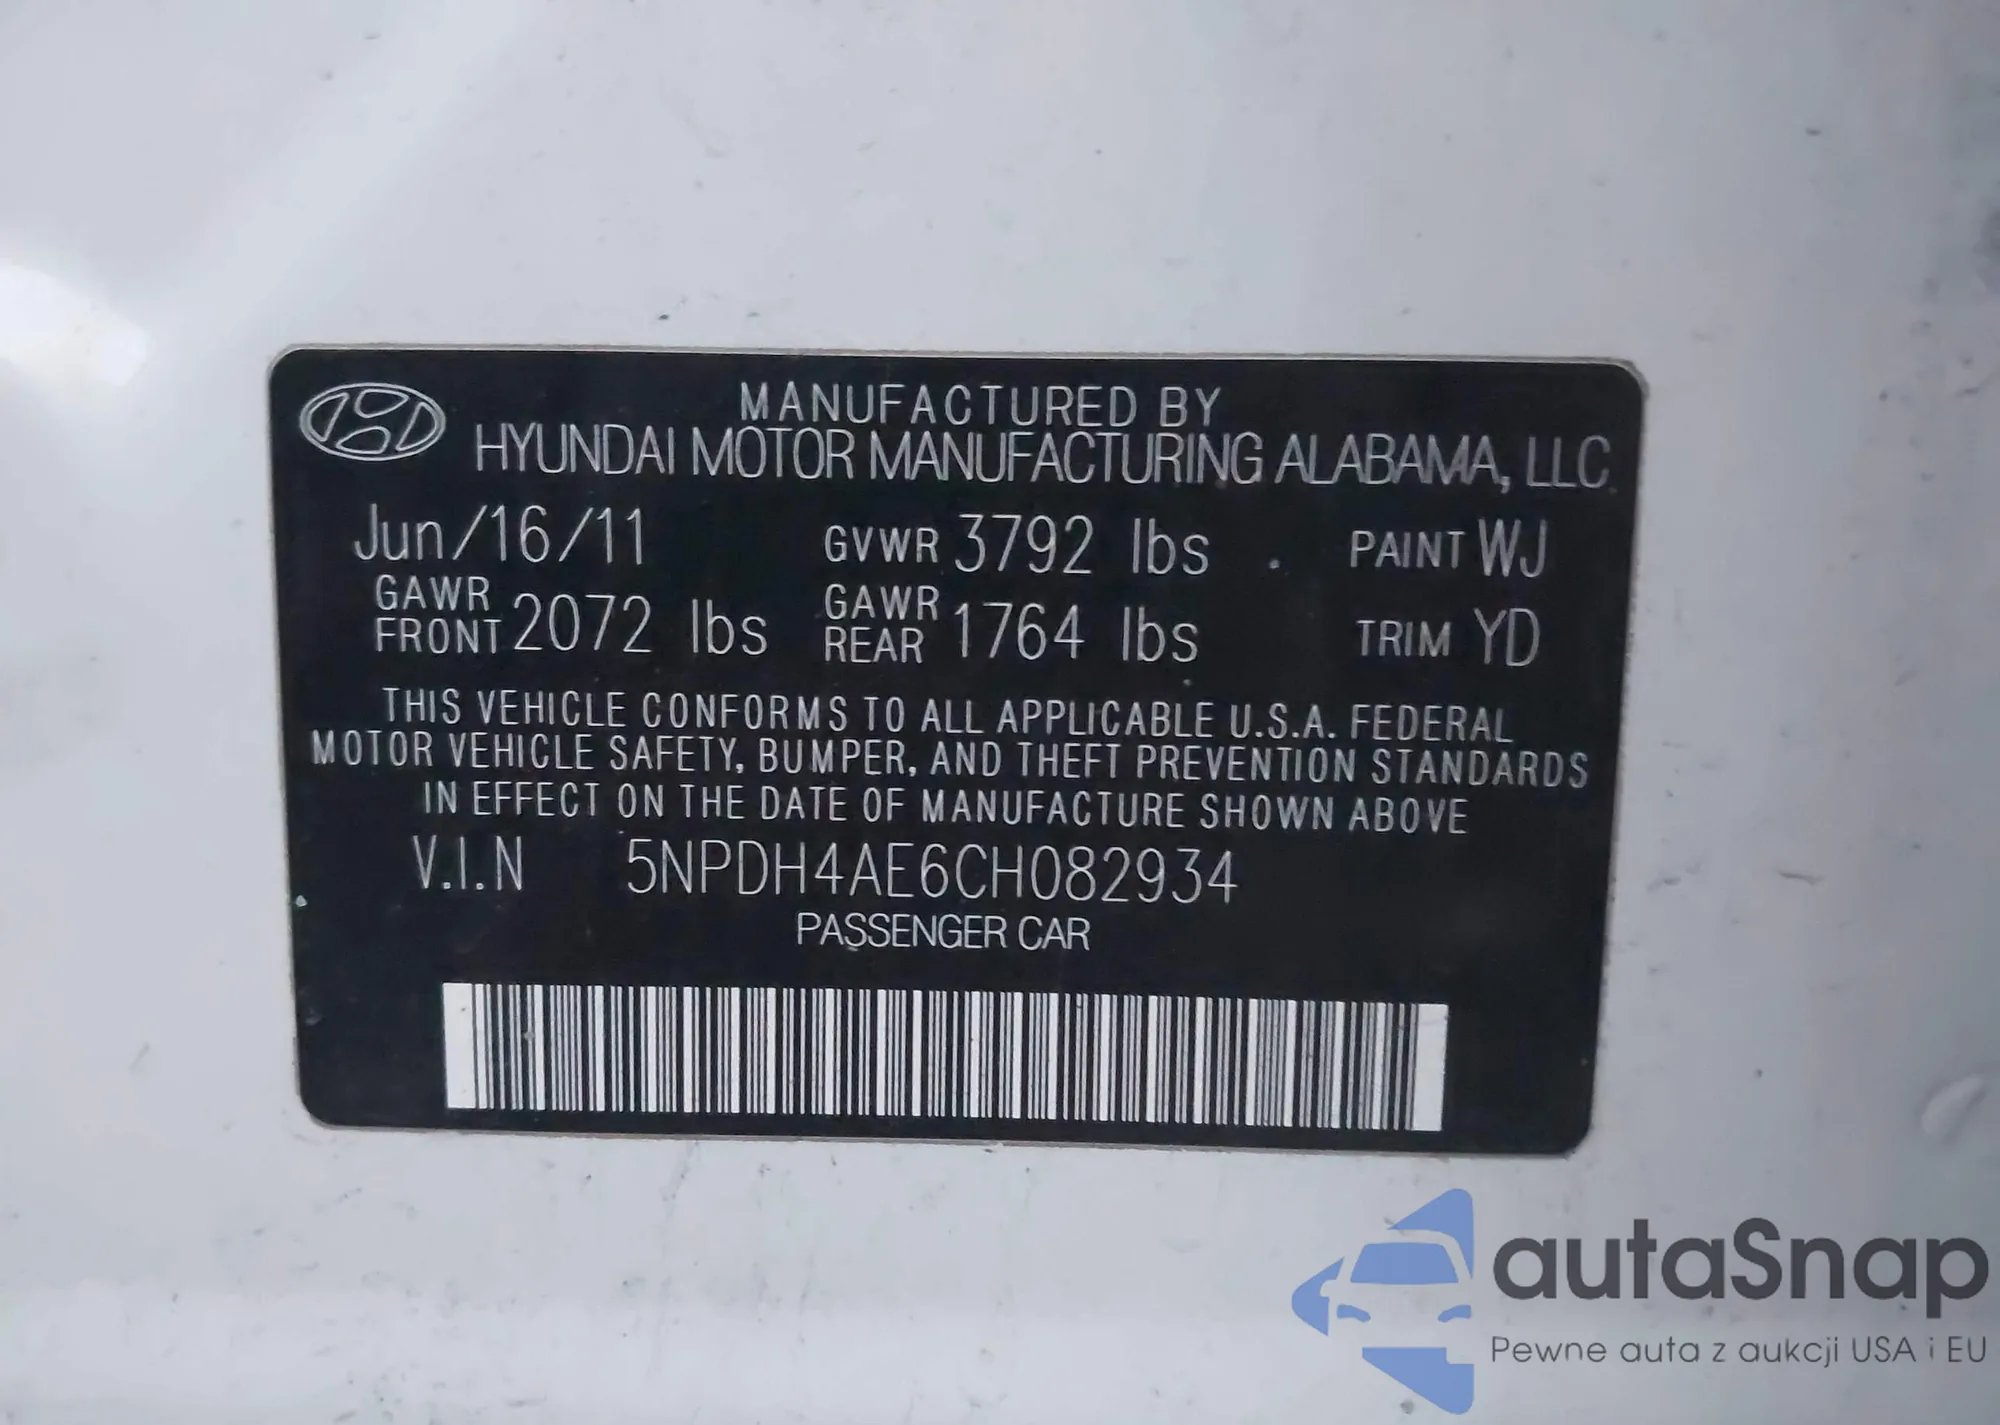 MANUFACTURED BY
HYUNDAI MOTOR MANUFACTURING ALABAMA, LLC.
Jun/16/11 GVWR 3792 lbs PAINT WJ
GAWR FRONT 2072 lbs GAWR REAR 1764 lbs TRIM YD
THIS VEHICLE CONFORMS TO ALL APPLICABLE U.S.A. FEDERAL
MOTOR VEHICLE SAFETY, BUMPER, AND THEFT PREVENTION STANDARDS
IN EFFECT ON THE DATE OF MANUFACTURE SHOWN ABOVE
V.I.N 5NPDH4AE6CH082934
PASSENGER CAR
autaSnap
Pewne auta z aukcji USA i EU